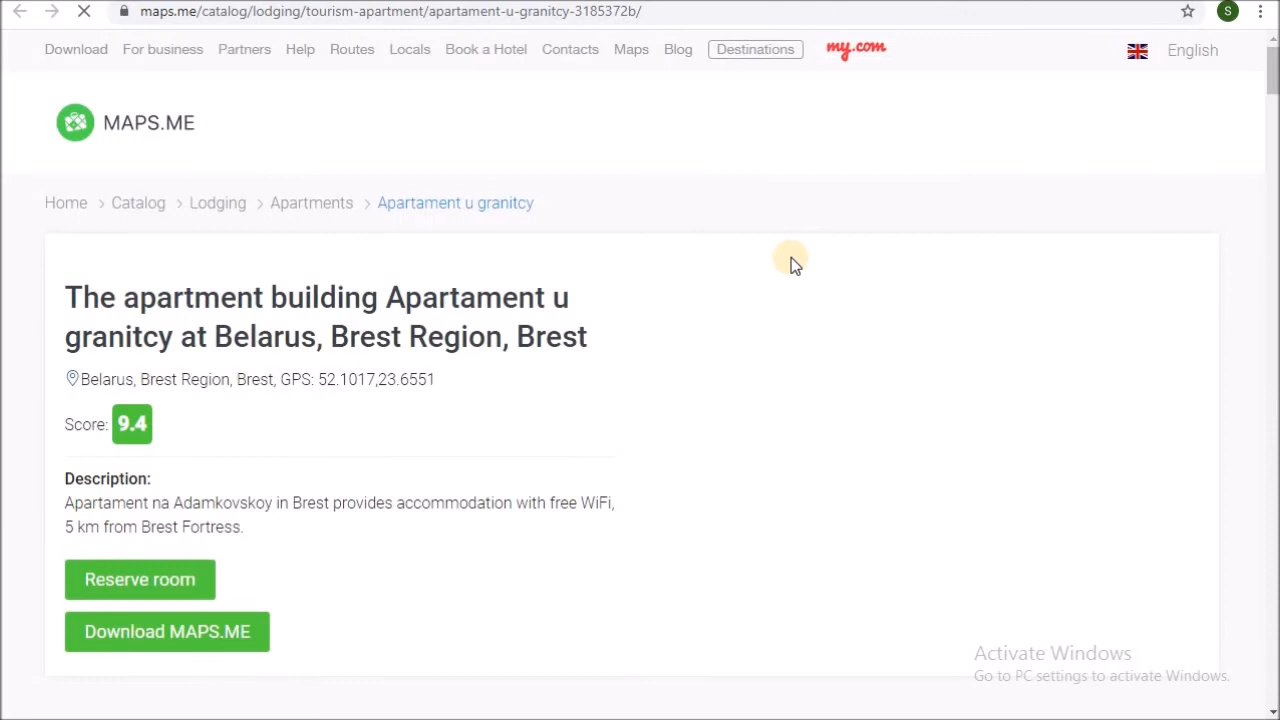 maps.me/catalog/lodging/tourism-apartment/apartament-u-granitcy-3185372b/
S
Download For business Partners Help Routes Locals Book a Hotel Contacts Maps Blog Destinations my.com English
MAPS.ME
Home > Catalog > Lodging > Apartments > Apartament u granitcy
The apartment building Apartament u
granitcy at Belarus, Brest Region, Brest
Belarus, Brest Region, Brest, GPS: 52.1017,23.6551
Score: 9.4
Description:
Apartament na Adamkovskoy in Brest provides accommodation with free WiFi,
5 km from Brest Fortress.
Reserve room
Download MAPS.ME
Activate Windows
Go to PC settings to activate Windows.